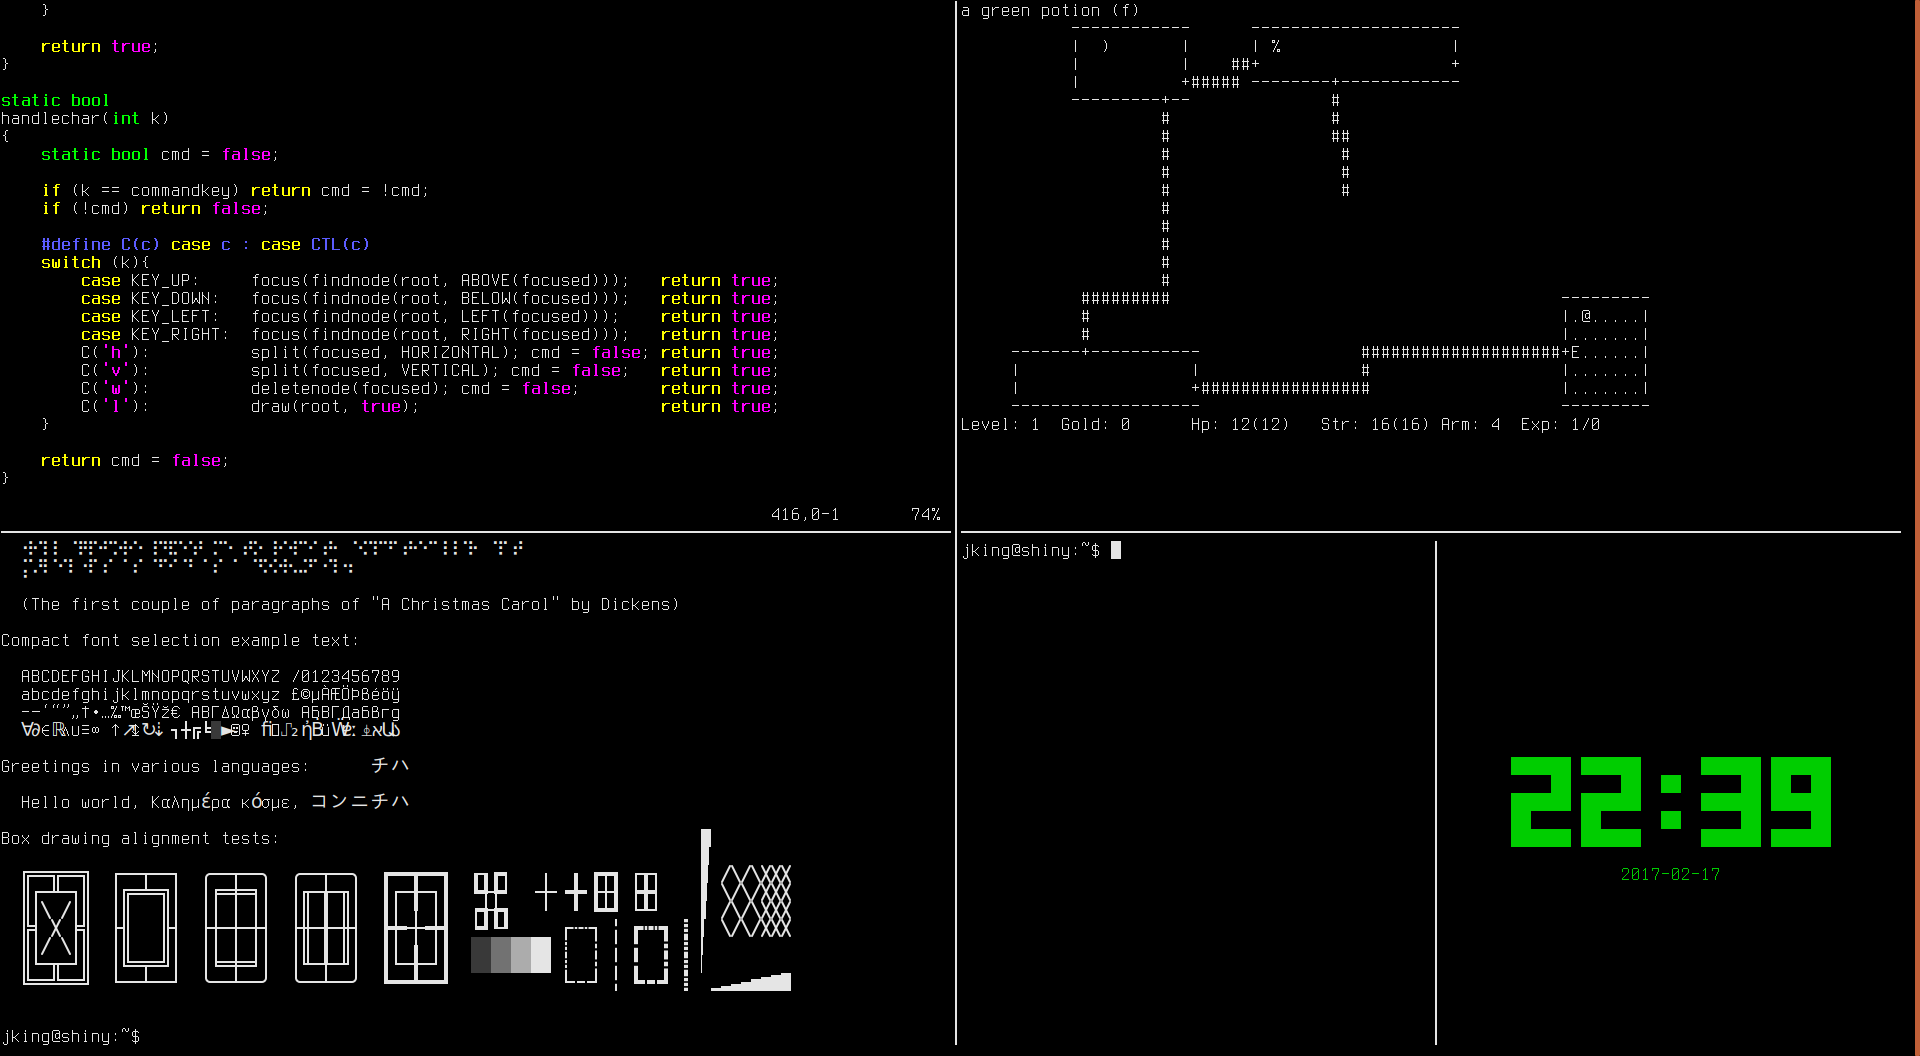 }

    return true;
}

static bool
handlechar(int k)
{
    static bool cmd = false;

    if (k == commandkey) return cmd = !cmd;
    if (!cmd) return false;

    #define C(c) case c : case CTL(c)
    switch (k){
        case KEY_UP:     focus(findnode(root, ABOVE(focused)));   return true;
        case KEY_DOWN:   focus(findnode(root, BELOW(focused)));   return true;
        case KEY_LEFT:   focus(findnode(root, LEFT(focused)));    return true;
        case KEY_RIGHT:  focus(findnode(root, RIGHT(focused)));   return true;
        C('h'):          split(focused, HORIZONTAL); cmd = false; return true;
        C('v'):          split(focused, VERTICAL); cmd = false;   return true;
        C('w'):          deletenode(focused); cmd = false;        return true;
        C('l'):          draw(root, true);                        return true;
    }

    return cmd = false;
}
416,0-1       74%
a green potion (f)
Level: 1  Gold: 0      Hp: 12(12)   Str: 16(16) Arm: 4  Exp: 1/0
(The first couple of paragraphs of "A Christmas Carol" by Dickens)
Compact font selection example text:
ABCDEFGHIJKLMNOPQRSTUVWXYZ /0123456789
abcdefghijklmnopqrstuvwxyz £©µÀÆÖÞßéöÿ
––‘“”„†•…‰™œŠŸž€ ΑΒΓΔΩαβγδω АБВГДабвгд
Greetings in various languages:
Hello world, Καλημέρα κόσμε, コンニチハ
Box drawing alignment tests:
jking@shiny:~$
jking@shiny:~$
22:39
2017-02-17